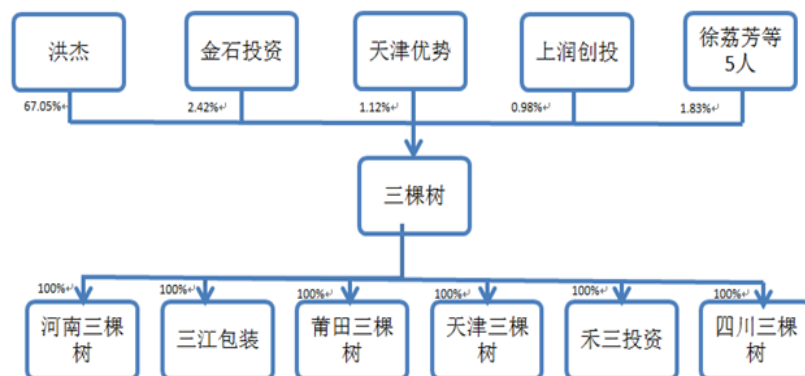 洪杰
金石投资
天津优势
上润创投
徐荔芳等
5人
67.05%↵
2.42%↵
1.12%↵
0.98%↵
1.83%↵
三棵树
100%↵
100%↵
100%↵
100%↵
100%↵
100%↵
河南三棵
树
三江包装
莆田三棵
树
天津三棵
树
禾三投资
四川三棵
树